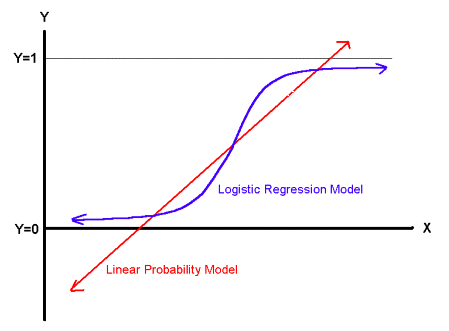 Y
Y=1
Logistic Regression Model
Y=0
X
Linear Probability Model